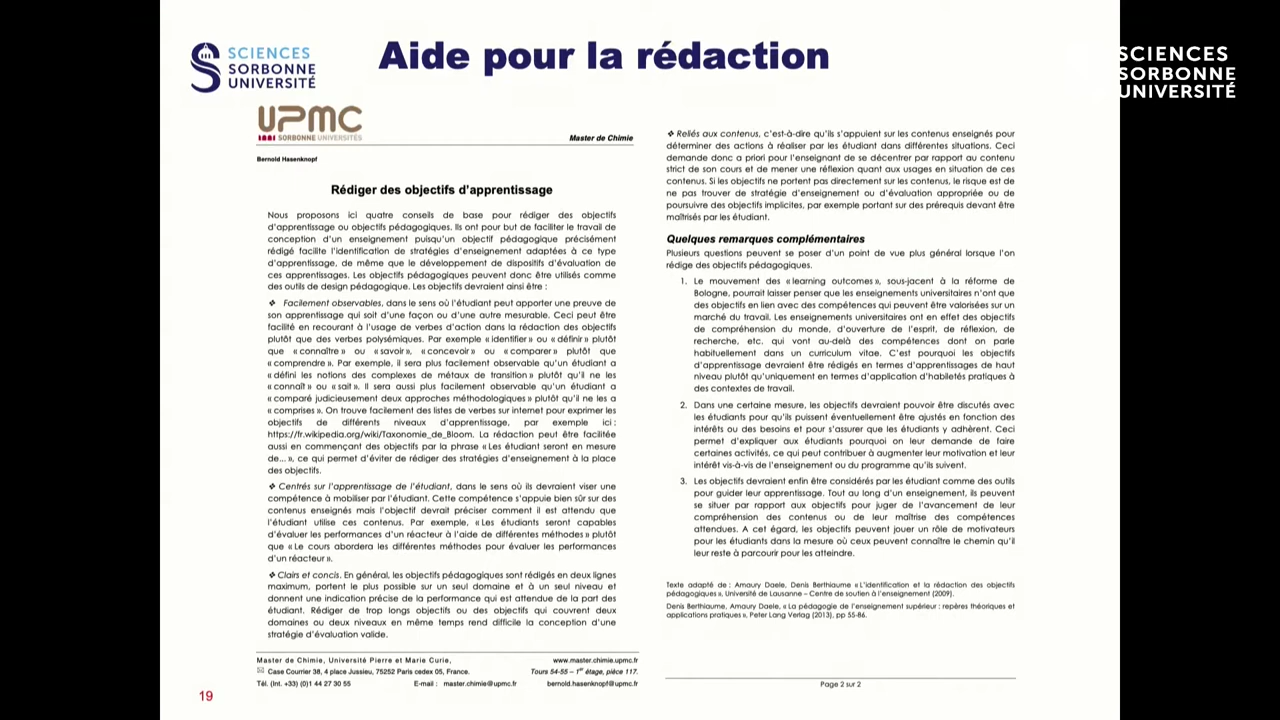 SCIENCES
SORBONNE
UNIVERSITÉ
Aide pour la rédaction
SCIENCES
SORBONNE
UNIVERSITÉ
UPMC
SORBONNE UNIVERSITÉS
Master de Chimie
Bernold Hasenknopf
Rédiger des objectifs d'apprentissage
Nous proposons ici quatre conseils de base pour rédiger des objectifs
d'apprentissage ou objectifs pédagogiques. Ils ont pour but de faciliter le travail de
conception d'un enseignement puisqu'un objectif pédagogique précisément
rédigé facilite l'identification de stratégies d'enseignement adaptées à ce type
d'apprentissage, de même que le développement de dispositifs d'évaluation de
ces apprentissages. Les objectifs pédagogiques peuvent donc être utilisés comme
des outils de design pédagogique. Les objectifs devraient ainsi être :
❖ Facilement observables, dans le sens où l'étudiant peut apporter une preuve de
son apprentissage qui soit d'une façon ou d'une autre mesurable. Ceci peut être
facilité en recourant à l'usage de verbes d'action dans la rédaction des objectifs
plutôt que des verbes polysémiques. Par exemple « identifier » ou « définir » plutôt
que « connaître » ou « savoir », « concevoir » ou « comparer » plutôt que
« comprendre ». Par exemple, il sera plus facilement observable qu'un étudiant a
« défini les notions des complexes de métaux de transition » plutôt qu'il ne les
« connaît » ou « sait ». Il sera aussi plus facilement observable qu'un étudiant a
« comparé judicieusement deux approches méthodologiques » plutôt qu'il ne les a
« comprises ». On trouve facilement des listes de verbes sur internet pour exprimer les
objectifs de différents niveaux d'apprentissage, par exemple ici :
https://fr.wikipedia.org/wiki/Taxonomie_de_Bloom. La rédaction peut être facilitée
aussi en commençant des objectifs par la phrase « Les étudiant seront en mesure
de... », ce qui permet d'éviter de rédiger des stratégies d'enseignement à la place
des objectifs.
❖ Centrés sur l'apprentissage de l'étudiant, dans le sens où ils devraient viser une
compétence à mobiliser par l'étudiant. Cette compétence s'appuie bien sûr sur des
contenus enseignés mais l'objectif devrait préciser comment il est attendu que
l'étudiant utilise ces contenus. Par exemple, « Les étudiants seront capables
d'évaluer les performances d'un réacteur à l'aide de différentes méthodes » plutôt
que « Le cours abordera les différentes méthodes pour évaluer les performances
d'un réacteur ».
❖ Clairs et concis. En général, les objectifs pédagogiques sont rédigés en deux lignes
maximum, portent le plus possible sur un seul domaine et à un seul niveau et
donnent une indication précise de la performance qui est attendue de la part des
étudiant. Rédiger de trop longs objectifs ou des objectifs qui couvrent deux
domaines ou deux niveaux en même temps rend difficile la conception d'une
stratégie d'évaluation valide.
Master de Chimie, Université Pierre et Marie Curie, www.master.chimie.upmc.fr
Case Courrier 38, 4 place Jussieu, 75252 Paris cedex 05, France. Tours 54-55 – 1er étage, pièce 117.
Tél. (Int. +33) (0)1 44 27 30 55 E-mail : master.chimie@upmc.fr bernold.hasenknopf@upmc.fr
❖ Reliés aux contenus, c'est-à-dire qu'ils s'appuient sur les contenus enseignés pour
déterminer des actions à réaliser par les étudiant dans différentes situations. Ceci
demande donc a priori pour l'enseignant de se décentrer par rapport au contenu
strict de son cours et de mener une réflexion quant aux usages en situation de ces
contenus. Si les objectifs ne portent pas directement sur les contenus, le risque est de
ne pas trouver de stratégie d'enseignement ou d'évaluation appropriée ou de
poursuivre des objectifs implicites, par exemple portant sur des prérequis devant être
maîtrisés par les étudiant.
Quelques remarques complémentaires
Plusieurs questions peuvent se poser d'un point de vue plus général lorsque l'on
rédige des objectifs pédagogiques.
1. Le mouvement des « learning outcomes », sous-jacent à la réforme de
Bologne, pourrait laisser penser que les enseignements universitaires n'ont que
des objectifs en lien avec des compétences qui peuvent être valorisées sur un
marché du travail. Les enseignements universitaires ont en effet des objectifs
de compréhension du monde, d'ouverture de l'esprit, de réflexion, de
recherche, etc. qui vont au-delà des compétences dont on parle
habituellement dans un curriculum vitae. C'est pourquoi les objectifs
d'apprentissage devraient être rédigés en termes d'apprentissages de haut
niveau plutôt qu'uniquement en termes d'application d'habiletés pratiques à
des contextes de travail.
2. Dans une certaine mesure, les objectifs devraient pouvoir être discutés avec
les étudiants pour qu'ils puissent éventuellement être ajustés en fonction des
intérêts ou des besoins et pour s'assurer que les étudiants y adhèrent. Ceci
permet d'expliquer aux étudiants pourquoi on leur demande de faire
certaines activités, ce qui peut contribuer à augmenter leur motivation et leur
intérêt vis-à-vis de l'enseignement ou du programme qu'ils suivent.
3. Les objectifs devraient enfin être considérés par les étudiant comme des outils
pour guider leur apprentissage. Tout au long d'un enseignement, ils peuvent
se situer par rapport aux objectifs pour juger de l'avancement de leur
compréhension des contenus ou de leur maîtrise des compétences
attendues. A cet égard, les objectifs peuvent jouer un rôle de motivateurs
pour les étudiants dans la mesure où ceux peuvent connaître le chemin qu'il
leur reste à parcourir pour les atteindre.
Texte adapté de : Amaury Daele, Denis Berthiaume « L'identification et la rédaction des objectifs
pédagogiques », Université de Lausanne – Centre de soutien à l'enseignement (2009).
Denis Berthiaume, Amaury Daele, « La pédagogie de l'enseignement supérieur : repères théoriques et
applications pratiques », Peter Lang Verlag (2013), pp 55-86.
Page 2 sur 2
19